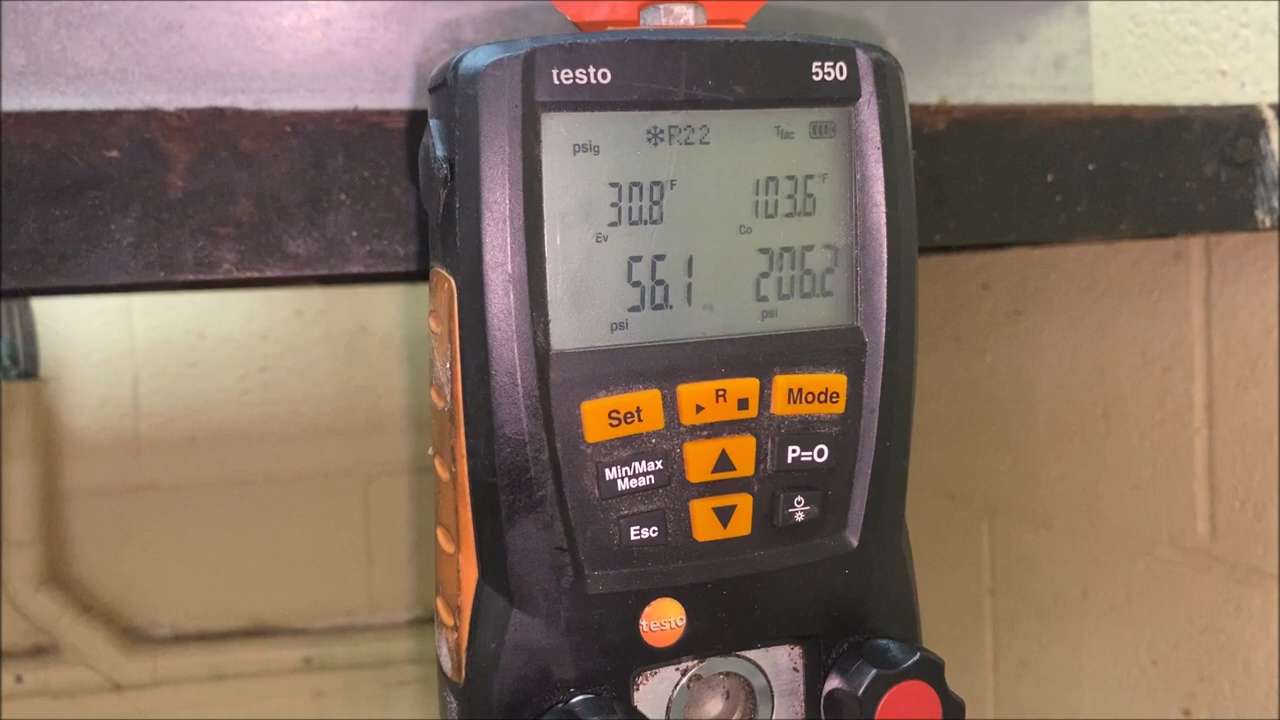 testo 550
psig ❄R22 Tfac
30.8°F 103.6°F
Ev Co
56.1 206.2
psi psi
Set ▶ R ■ Mode
Min/Max
Mean
▲ P=O
Esc ▼
testo